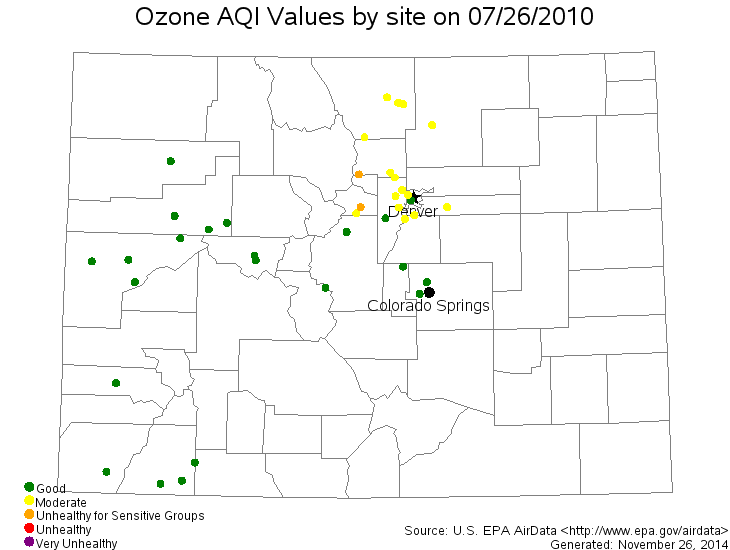 Ozone AQI Values by site on 07/26/2010
Denver
Colorado Springs
Good
Moderate
Unhealthy for Sensitive Groups
Unhealthy
Very Unhealthy
Source: U.S. EPA AirData <http://www.epa.gov/airdata>
Generated: November 26, 2014